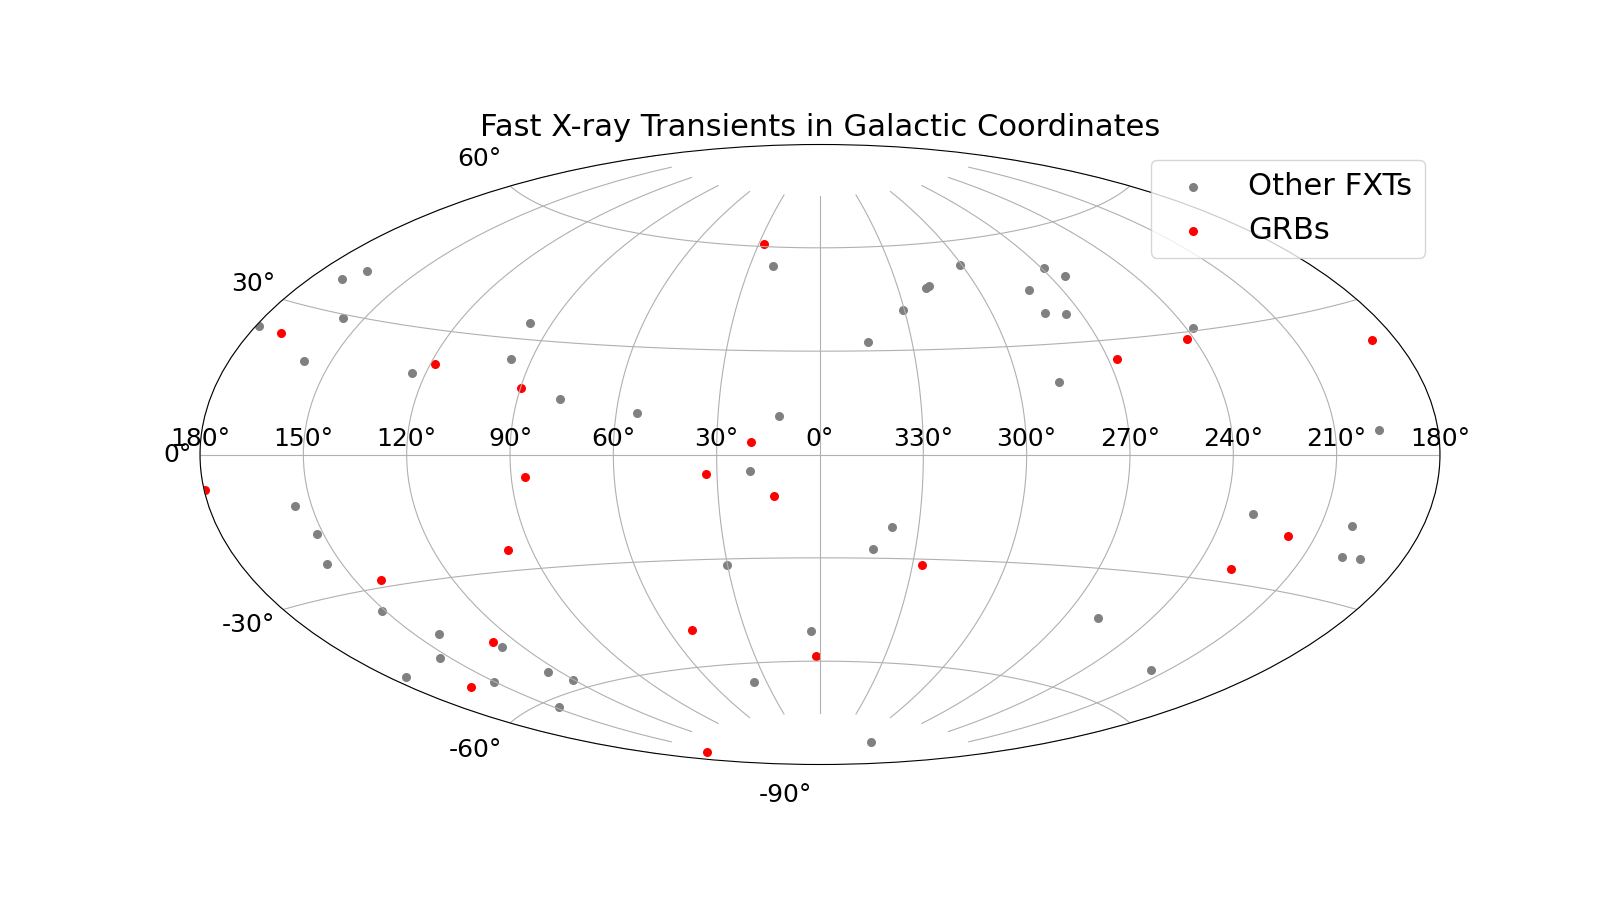 Fast X-ray Transients in Galactic Coordinates
60°
Other FXTs
GRBs
30°
180° 150° 120° 90° 60° 30° 0° 330° 300° 270° 240° 210° 180°
0°
-30°
-60°
-90°